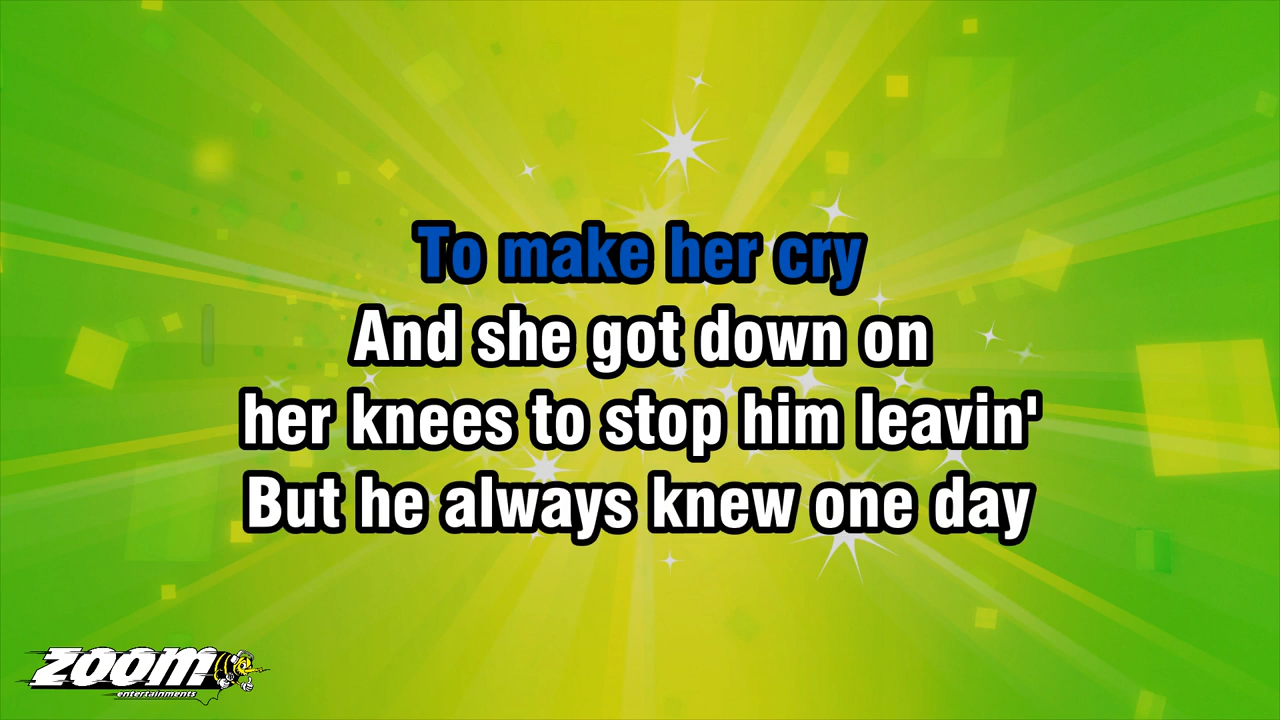 To make her cry
And she got down on
her knees to stop him leavin'
But he always knew one day
zoom
entertainments